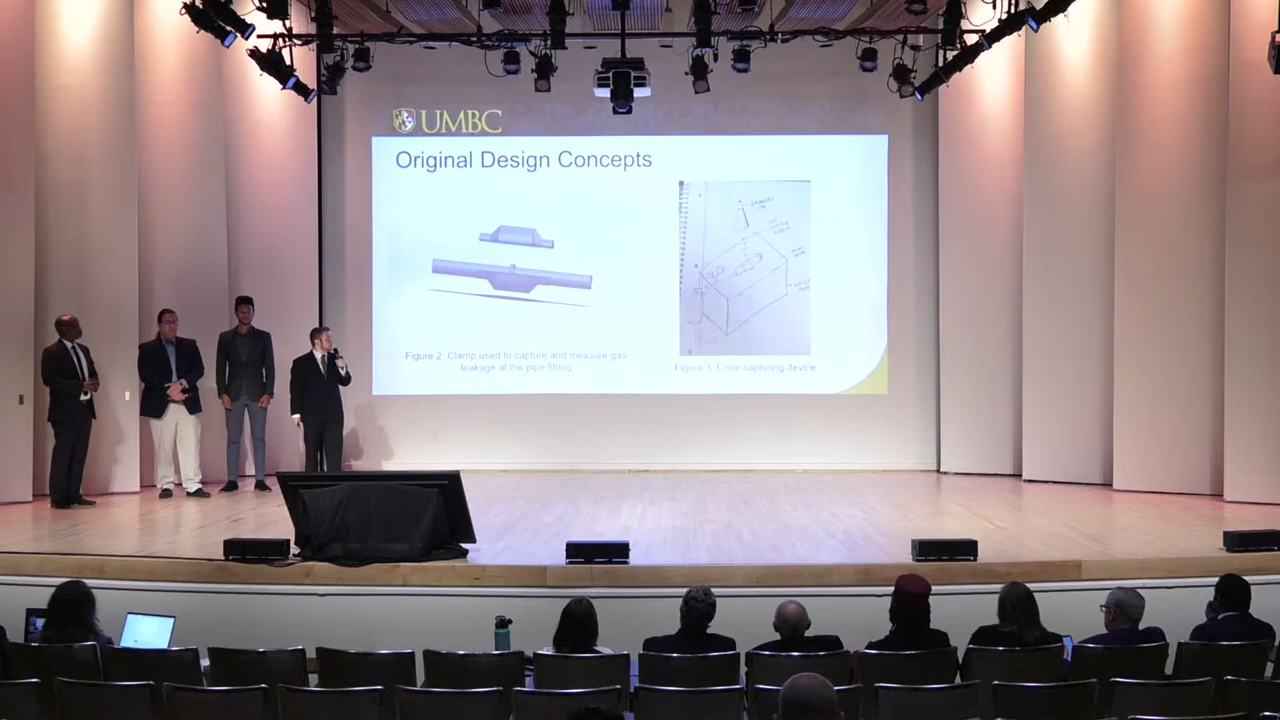 UMBC
Original Design Concepts
Figure 2. Clamp used to capture and measure gas
leakage at the pipe fitting
Figure 3. Cone capturing device